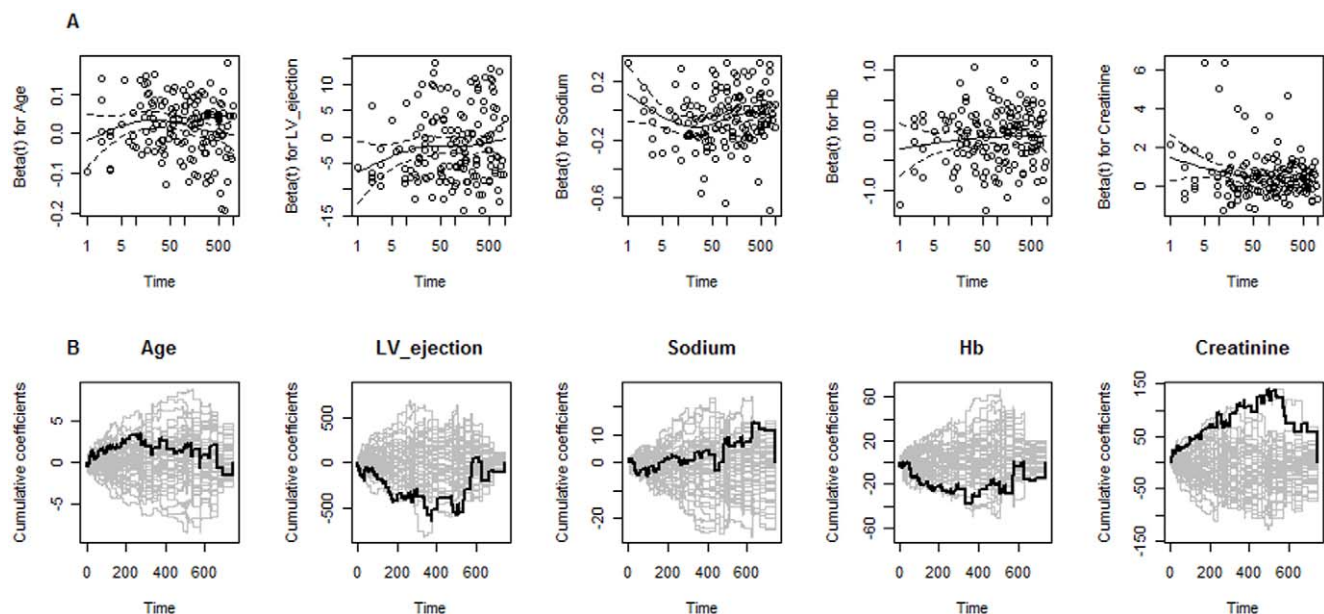 A
Beta(t) for Age
0.1
0.0
-0.1
-0.2
1 5 50 500
Time
Beta(t) for LV_ejection
15
10
5
0
-5
-15
1 5 50 500
Time
Beta(t) for Sodium
0.2
-0.2
-0.6
1 5 50 500
Time
Beta(t) for Hb
1.0
0.0
-1.0
1 5 50 500
Time
Beta(t) for Creatinine
6
4
2
0
1 5 50 500
Time
B
Age
Cumulative coefficients
5
0
-5
0 200 400 600
Time
LV_ejection
Cumulative coefficients
500
0
-500
0 200 400 600
Time
Sodium
Cumulative coefficients
10
0
-20
0 200 400 600
Time
Hb
Cumulative coefficients
60
20
-20
-60
0 200 400 600
Time
Creatinine
Cumulative coefficients
150
50
0
-50
-150
0 200 400 600
Time